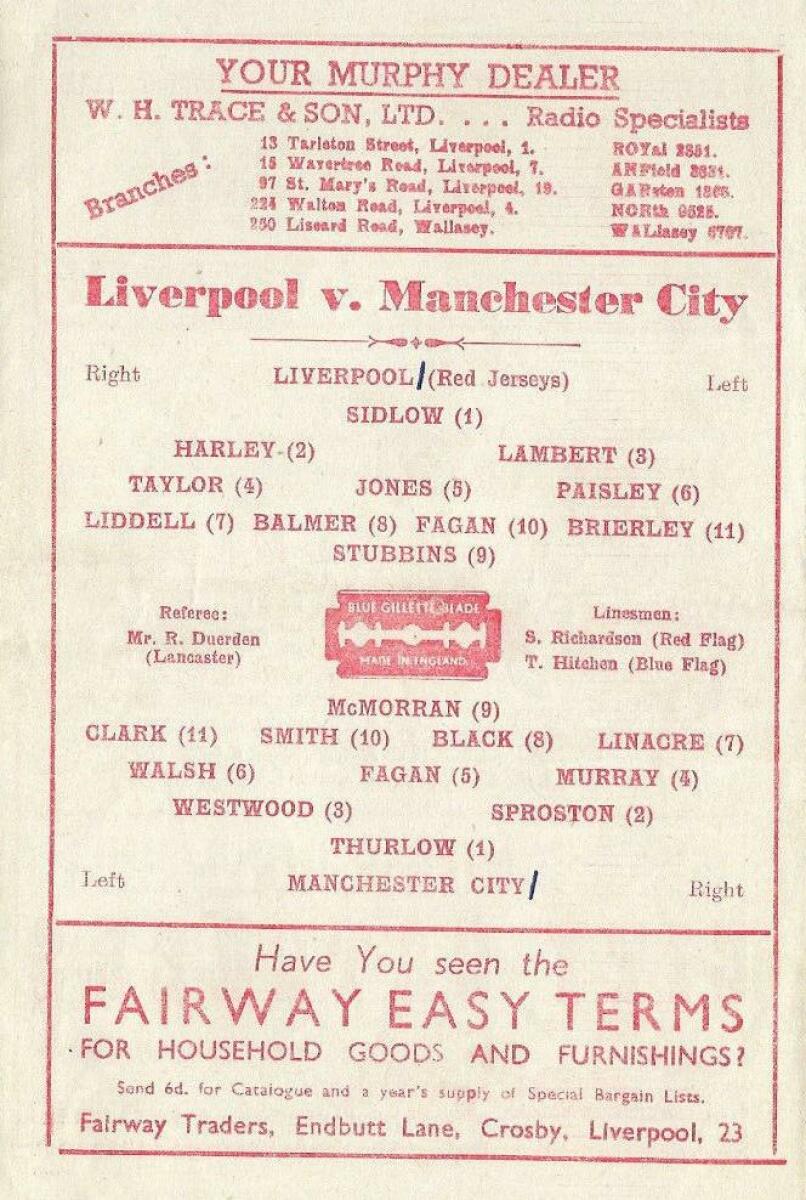 YOUR MURPHY DEALER
W. H. TRACE & SON, LTD. . . . Radio Specialists
Branches:
13 Tarleton Street, Liverpool, 1. ROYal
15 Wavertree Road, Liverpool, 7. ANField
97 St. Mary's Road, Liverpool, 19. GARston
224 Walton Road, Liverpool, 4. NORth
250 Liscard Road, Wallasey. WALlasey
Liverpool v. Manchester City
Right LIVERPOOL/(Red Jerseys) Left
SIDLOW (1)
HARLEY (2) LAMBERT (3)
TAYLOR (4) JONES (5) PAISLEY (6)
LIDDELL (7) BALMER (8) FAGAN (10) BRIERLEY (11)
STUBBINS (9)
Referee:
Mr. R. Duerden
(Lancaster)
BLUE GILLETTE BLADE
MADE IN ENGLAND
Linesmen:
S. Richardson (Red Flag)
T. Hitchen (Blue Flag)
McMORRAN (9)
CLARK (11) SMITH (10) BLACK (8) LINACRE (7)
WALSH (6) FAGAN (5) MURRAY (4)
WESTWOOD (3) SPROSTON (2)
THURLOW (1)
Left MANCHESTER CITY/ Right
Have You seen the
FAIRWAY EASY TERMS
FOR HOUSEHOLD GOODS AND FURNISHINGS?
Send 6d. for Catalogue and a year's supply of Special Bargain Lists.
Fairway Traders, Endbutt Lane, Crosby, Liverpool, 23